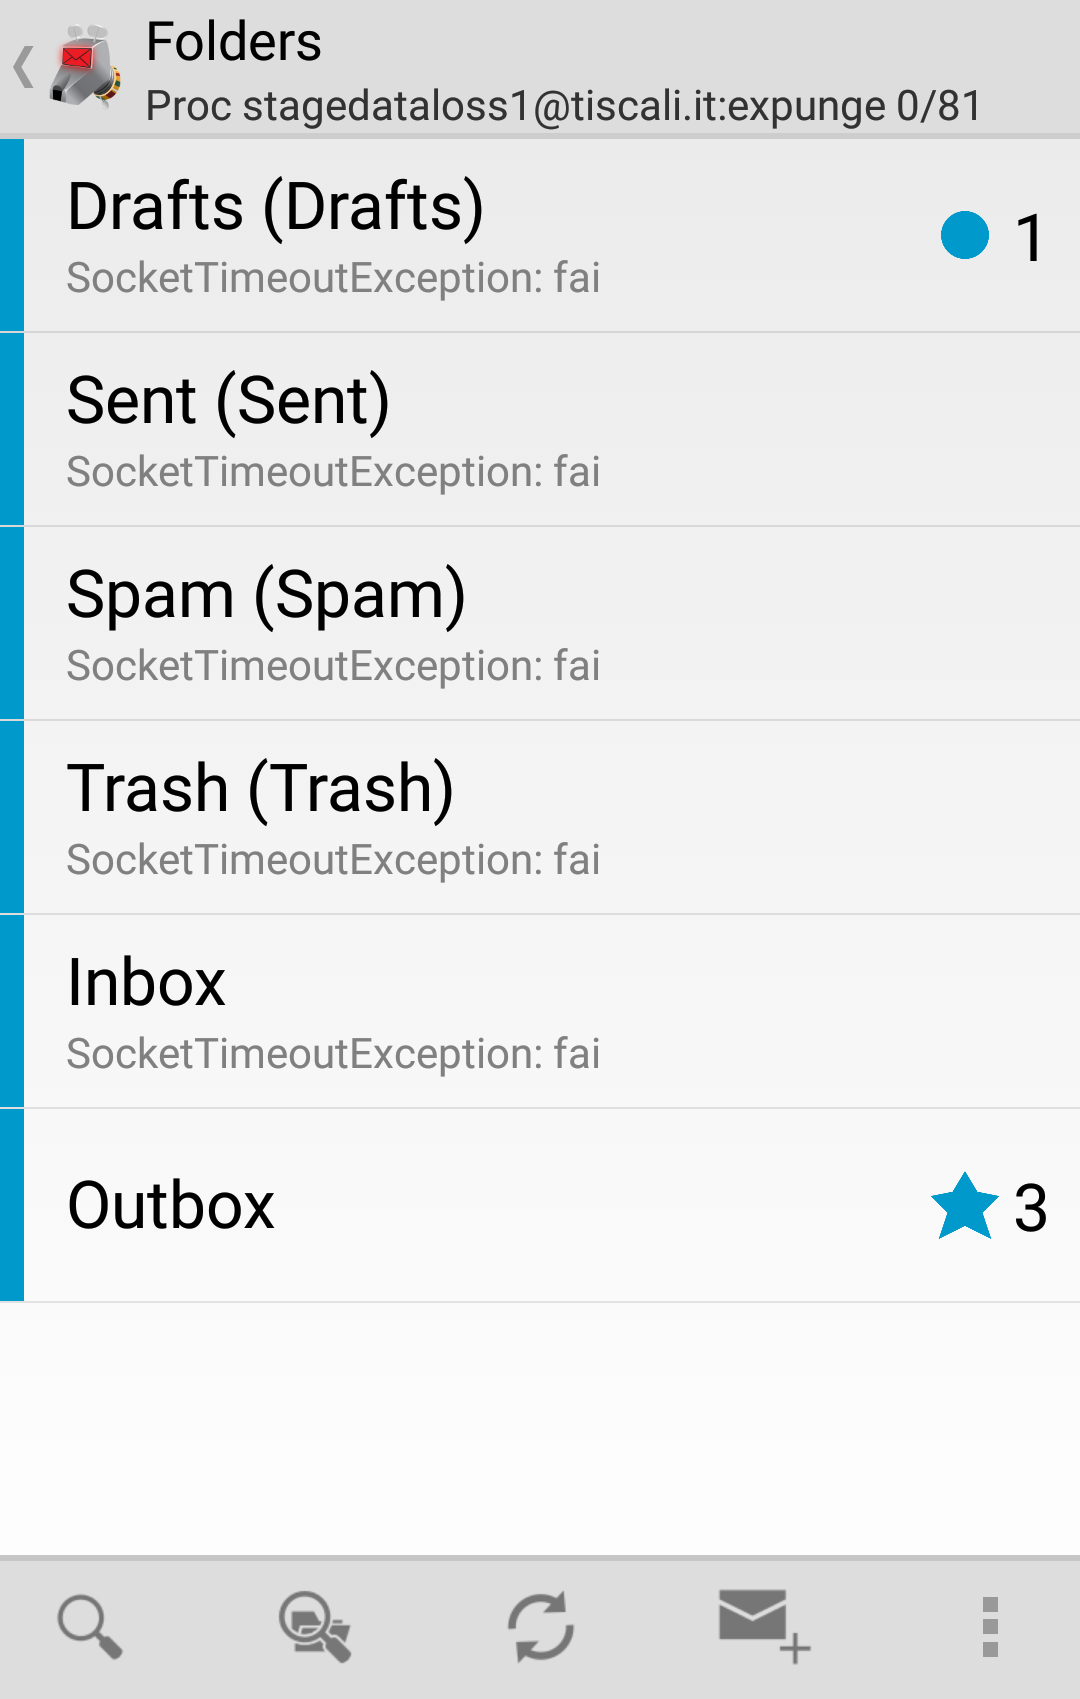 Folders
Proc stagedataloss1@tiscali.it:expunge 0/81
Drafts (Drafts)
SocketTimeoutException: fai
1
Sent (Sent)
SocketTimeoutException: fai
Spam (Spam)
SocketTimeoutException: fai
Trash (Trash)
SocketTimeoutException: fai
Inbox
SocketTimeoutException: fai
Outbox
3